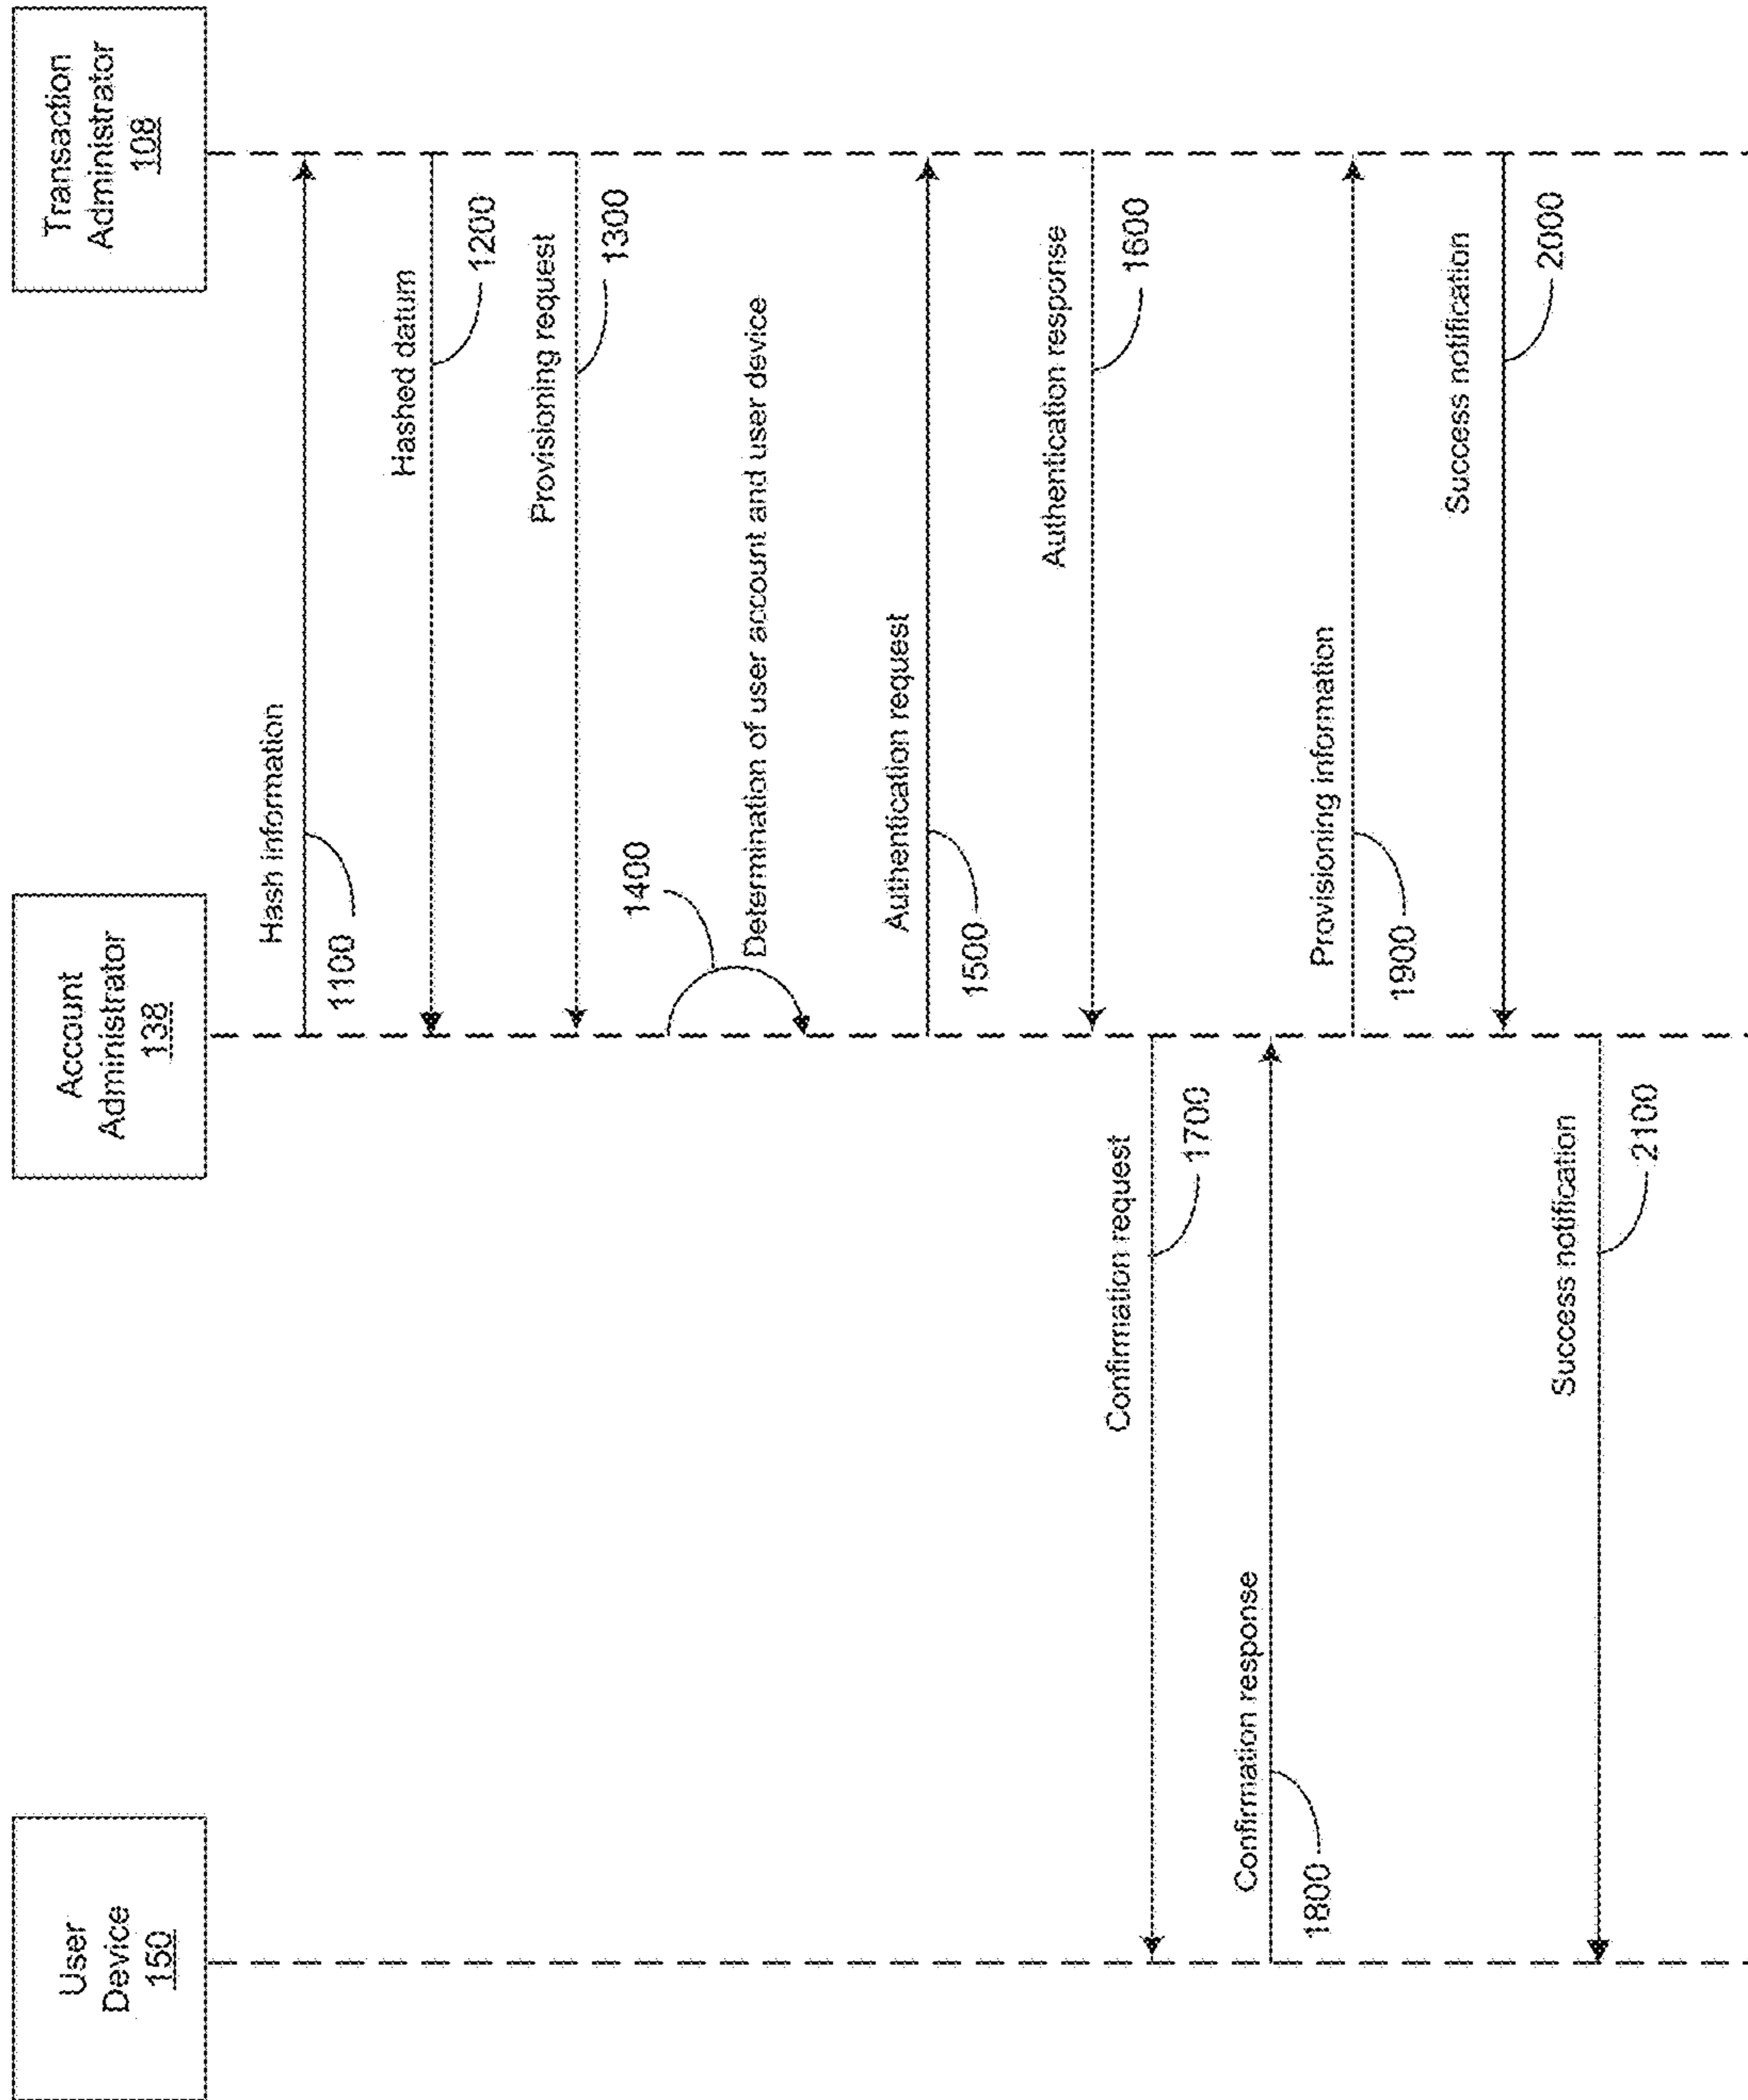 User
Device
150
Account
Administrator
138
Transaction
Administrator
108
Hash information
1100
Hashed datum
1200
Provisioning request
1300
1400
Determination of user account and user device
Authentication request
1500
Authentication response
1600
Confirmation request
1700
Confirmation response
1800
Provisioning information
1900
Success notification
2000
Success notification
2100